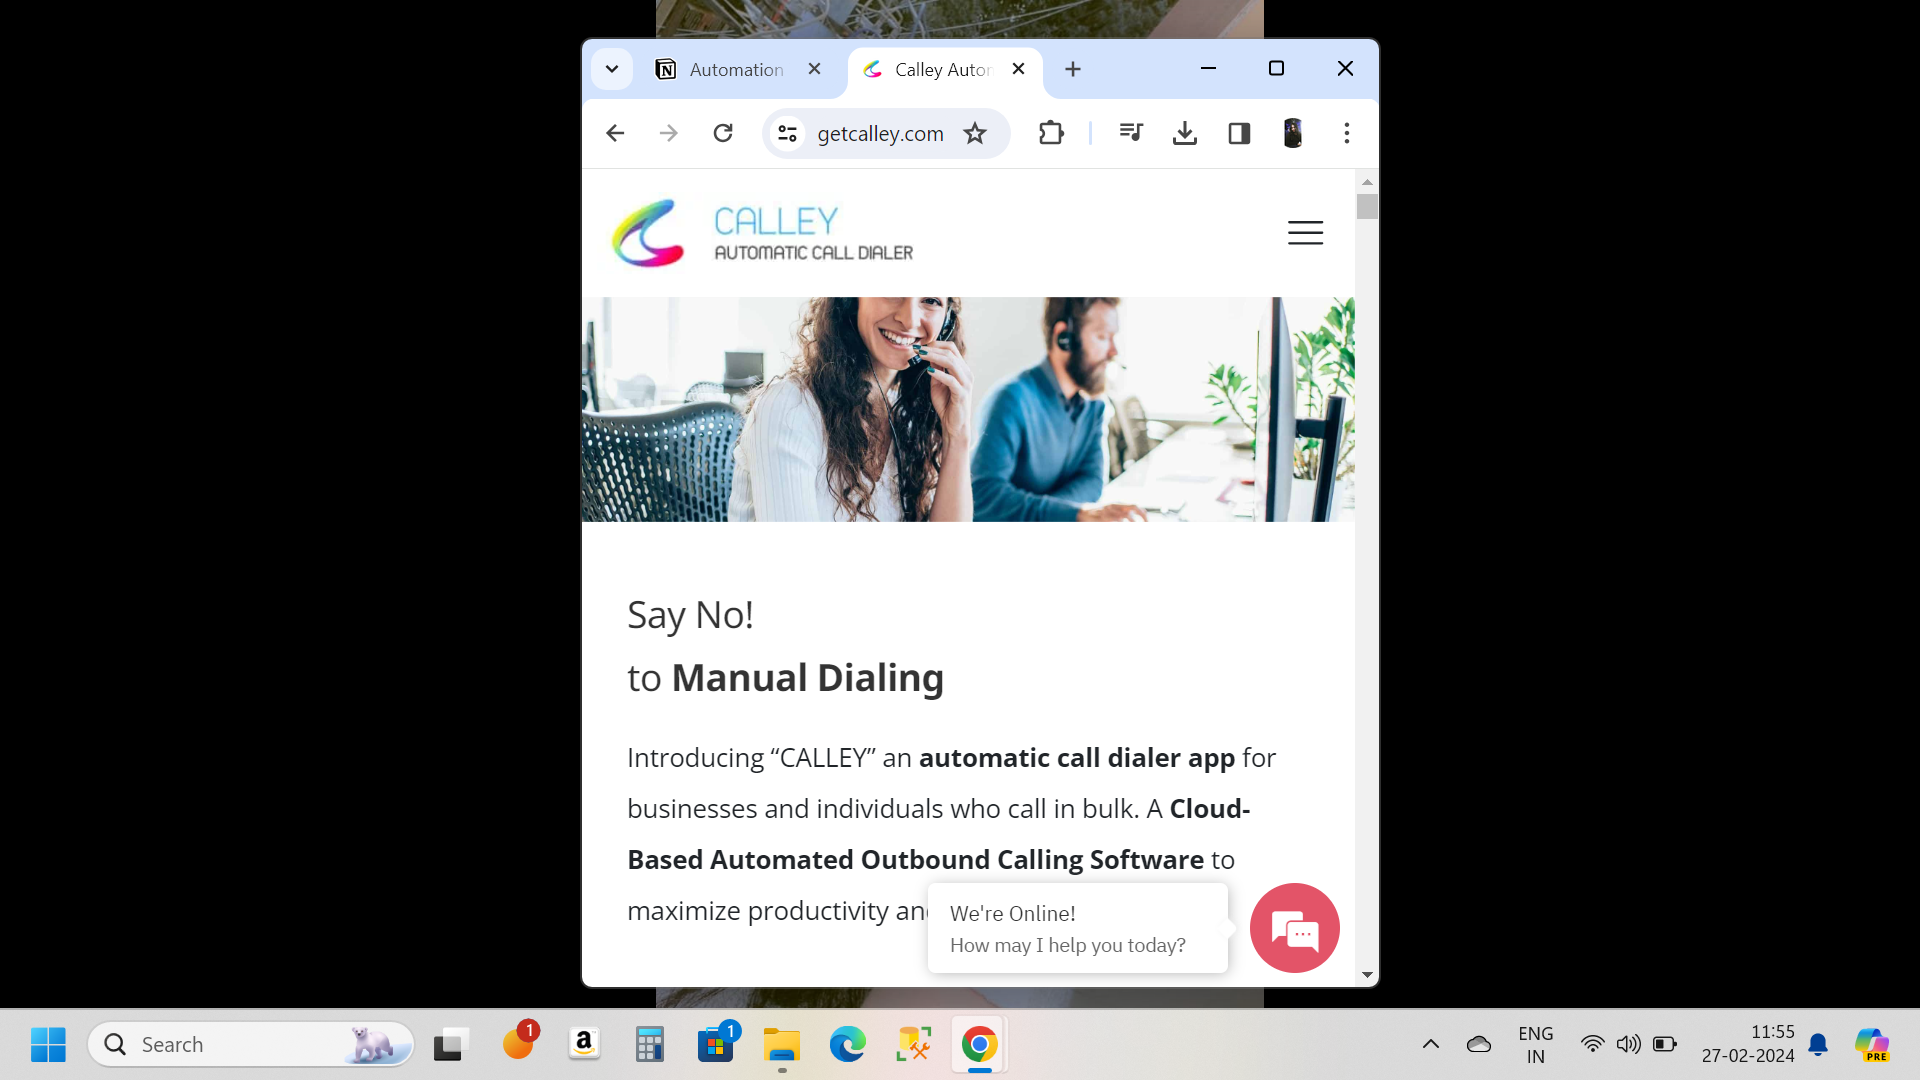 Automation
Calley Autor
getcalley.com
CALLEY
AUTOMATIC CALL DIALER
Say No!
to Manual Dialing
Introducing “CALLEY” an automatic call dialer app for
businesses and individuals who call in bulk. A Cloud-
Based Automated Outbound Calling Software to
maximize productivity and
We're Online!
How may I help you today?
Search
1
a
1
ENG
IN
11:55
27-02-2024
PRE